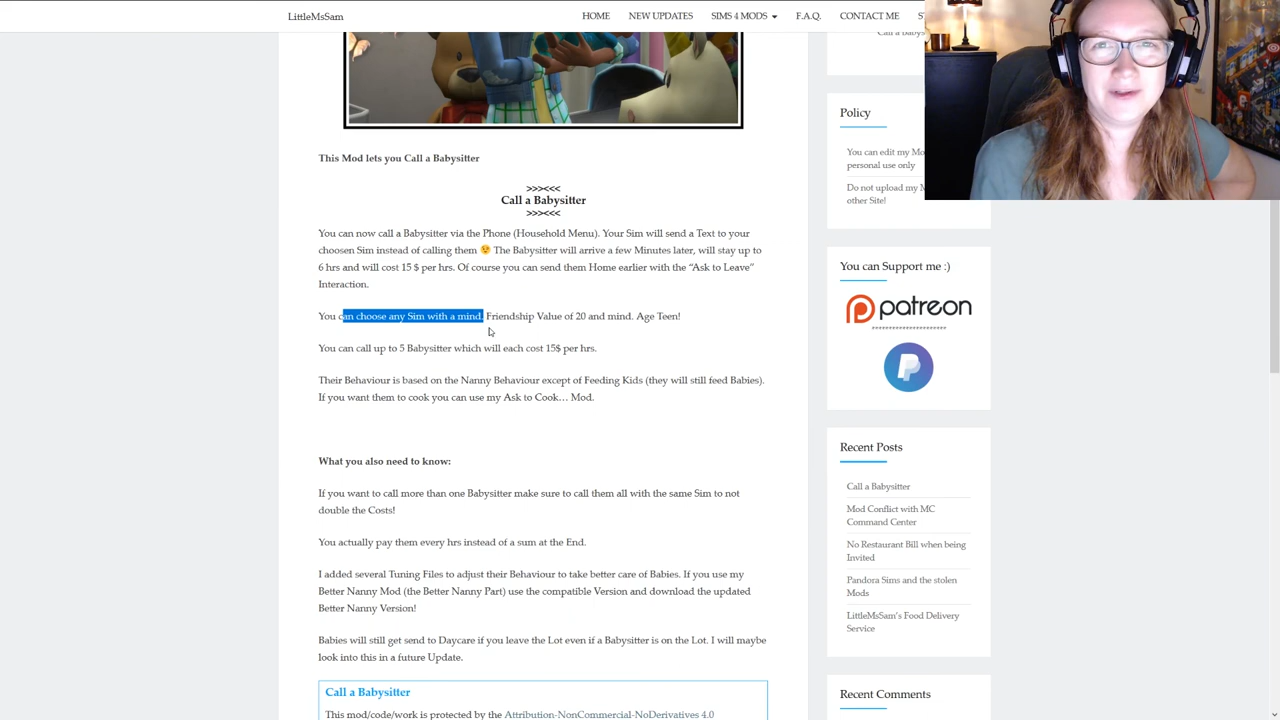 LittleMsSam
HOME
NEW UPDATES
SIMS 4 MODS
F.A.Q.
CONTACT ME
This Mod lets you Call a Babysitter
>>><<<
Call a Babysitter
>>><<<
You can now call a Babysitter via the Phone (Household Menu). Your Sim will send a Text to your
choosen Sim instead of calling them 😉 The Babysitter will arrive a few Minutes later, will stay up to
6 hrs and will cost 15 $ per hrs. Of course you can send them Home earlier with the “Ask to Leave”
Interaction.
You can choose any Sim with a mind. Friendship Value of 20 and mind. Age Teen!
You can call up to 5 Babysitter which will each cost 15$ per hrs.
Their Behaviour is based on the Nanny Behaviour except of Feeding Kids (they will still feed Babies).
If you want them to cook you can use my Ask to Cook… Mod.
What you also need to know:
If you want to call more than one Babysitter make sure to call them all with the same Sim to not
double the Costs!
You actually pay them every hrs instead of a sum at the End.
I added several Tuning Files to adjust their Behaviour to take better care of Babies. If you use my
Better Nanny Mod (the Better Nanny Part) use the compatible Version and download the updated
Better Nanny Version!
Babies will still get send to Daycare if you leave the Lot even if a Babysitter is on the Lot. I will maybe
look into this in a future Update.
Call a Babysitter
This mod/code/work is protected by the Attribution-NonCommercial-NoDerivatives 4.0
Call a Babysitter
Policy
You can edit my Mo
personal use only
Do not upload my M
other Site!
You can Support me :)
patreon
Recent Posts
Call a Babysitter
Mod Conflict with MC
Command Center
No Restaurant Bill when being
Invited
Pandora Sims and the stolen
Mods
LittleMsSam's Food Delivery
Service
Recent Comments